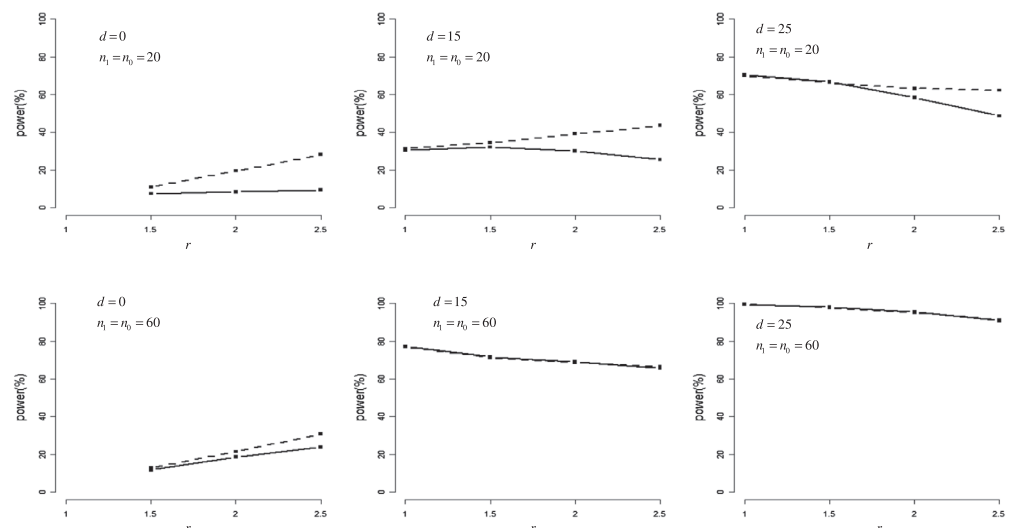 d = 0
n₁ = n₀ = 20
power(%)
0 20 40 60 80 100
1 1.5 2 2.5
r
d = 15
n₁ = n₀ = 20
power(%)
0 20 40 60 80 100
1 1.5 2 2.5
r
d = 25
n₁ = n₀ = 20
power(%)
0 20 40 60 80 100
1 1.5 2 2.5
r
d = 0
n₁ = n₀ = 60
power(%)
0 20 40 60 80 100
1 1.5 2 2.5
r
d = 15
n₁ = n₀ = 60
power(%)
0 20 40 60 80 100
1 1.5 2 2.5
r
d = 25
n₁ = n₀ = 60
power(%)
0 20 40 60 80 100
1 1.5 2 2.5
r